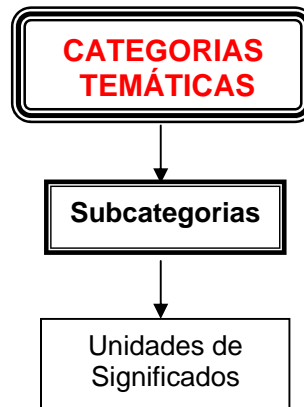 CATEGORIAS
TEMÁTICAS
Subcategorias
Unidades de
Significados